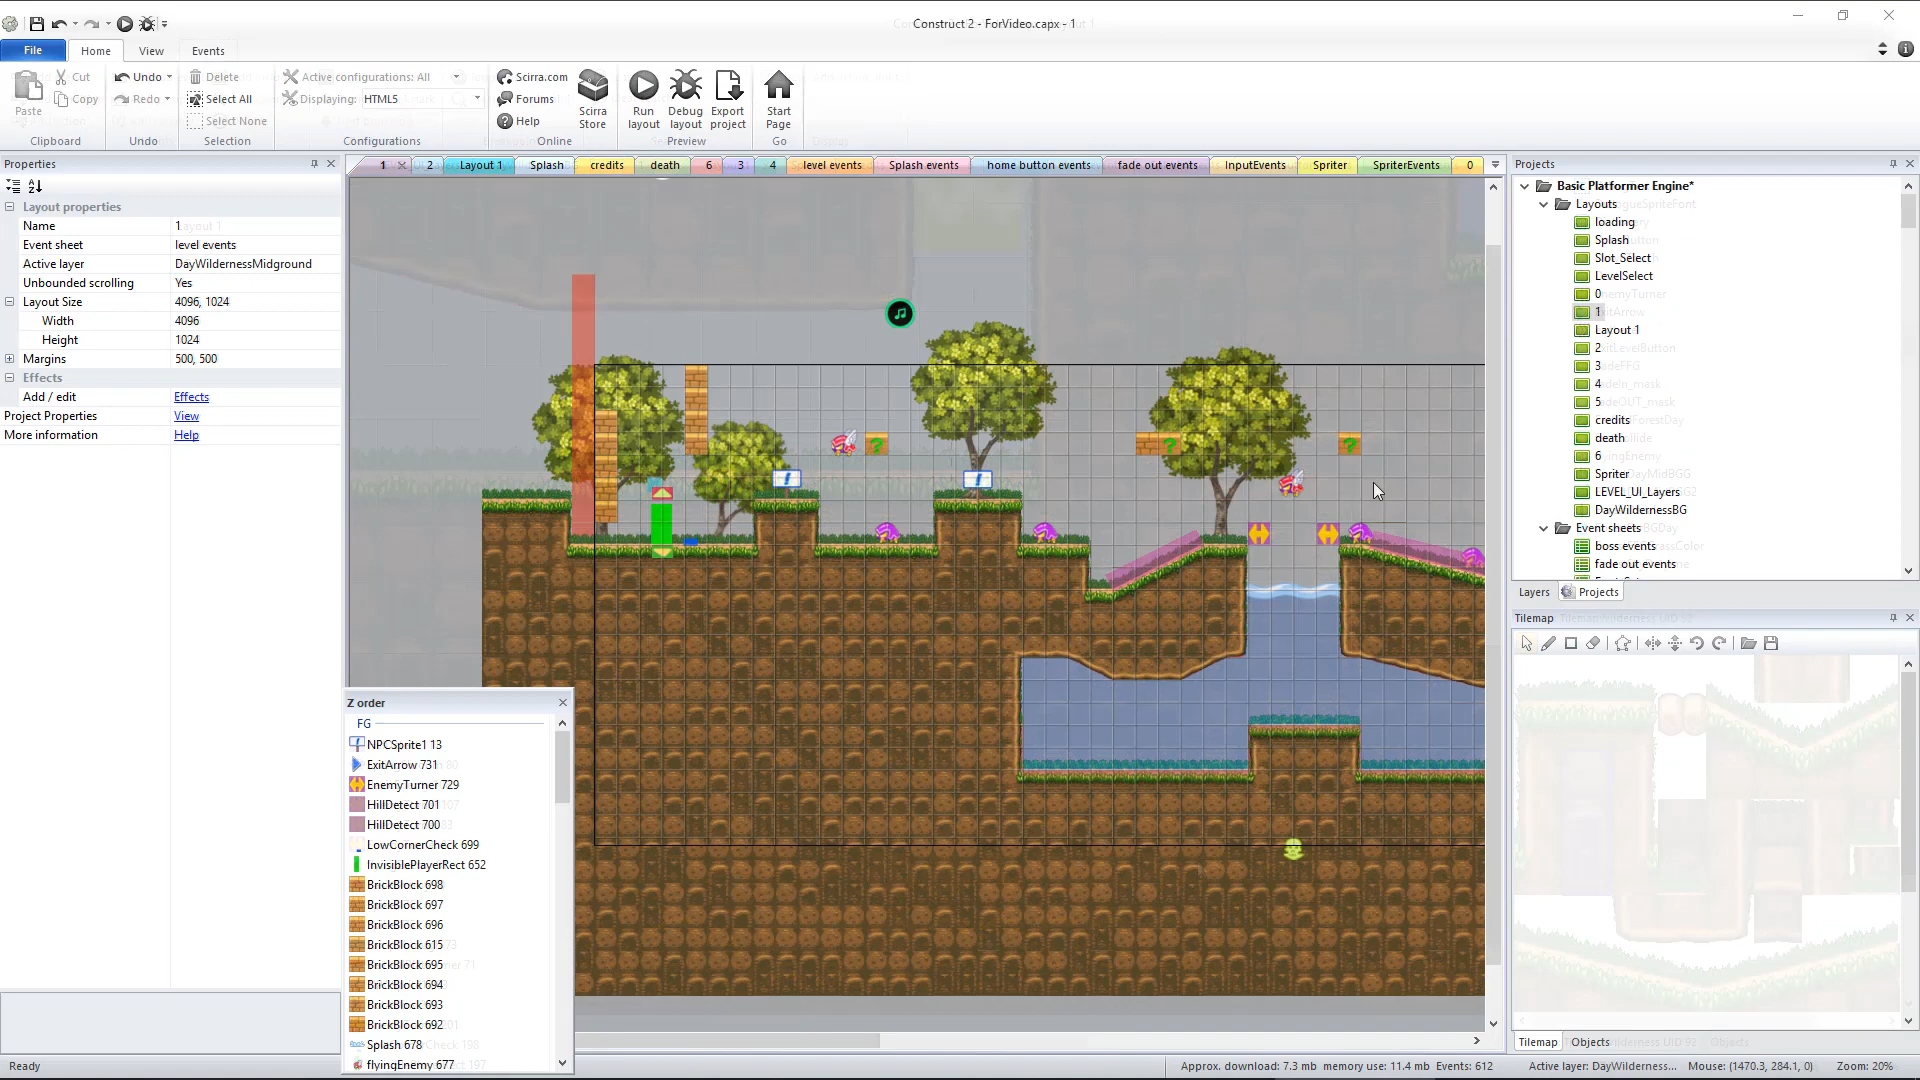 Construct 2 - ForVideo.capx - 1
File Home View Events
Paste
Cut
Copy
Clipboard
Undo
Redo
Undo
Delete
Select All
Select None
Selection
Active configurations: All
Displaying: HTML5
Configurations
Scirra.com
Forums
Help
Scirra Store
Online
Run layout
Debug layout
Export project
Preview
Start Page
Go
Properties
1 2 Layout 1 Splash credits death 6 3 4 level events Splash events home button events fade out events InputEvents Spriter SpriterEvents 0
Layout properties
Name 1
Event sheet level events
Active layer DayWildernessMidground
Unbounded scrolling Yes
Layout Size 4096, 1024
Width 4096
Height 1024
Margins 500, 500
Effects
Add / edit Effects
Project Properties View
More information Help
? ? ?
! !
Z order
FG
NPCSprite1 13
ExitArrow 731
EnemyTurner 729
HillDetect 701
HillDetect 700
LowCornerCheck 699
InvisiblePlayerRect 652
BrickBlock 698
BrickBlock 697
BrickBlock 696
BrickBlock 615
BrickBlock 695
BrickBlock 694
BrickBlock 693
BrickBlock 692
Splash 678
flyingEnemy 677
Projects
Basic Platformer Engine*
Layouts
loading
Splash
Slot_Select
LevelSelect
0
1
Layout 1
2
3
4
5
credits
death
6
Spriter
LEVEL_UI_Layers
DayWildernessBG
Event sheets
boss events
fade out events
Layers Projects
Tilemap
Tilemap Objects
Ready
Approx. download: 7.3 mb memory use: 11.4 mb Events: 612 Active layer: DayWilderness... Mouse: (1470.3, 284.1, 0) Zoom: 20%